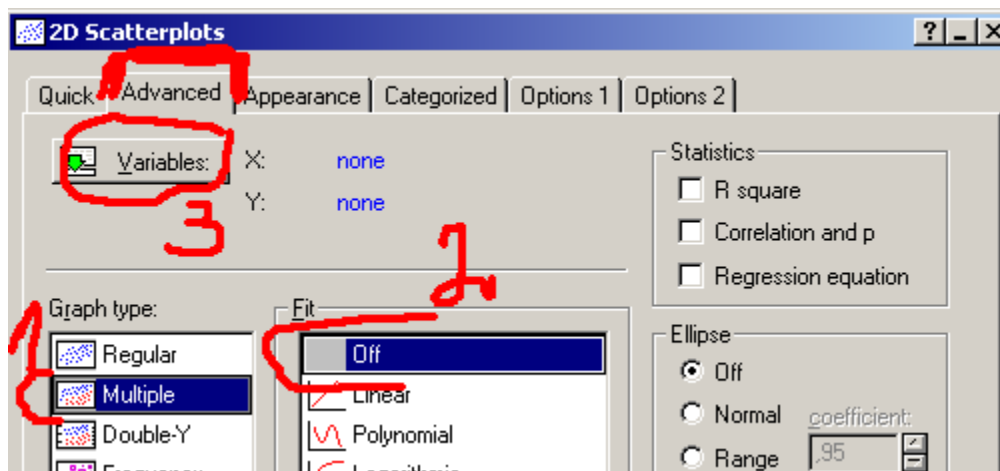 2D Scatterplots
Quick Advanced Appearance Categorized Options 1 Options 2
Variables: X: none
Y: none
3
Statistics
R square
Correlation and p
Regression equation
Graph type:
1
Regular
Multiple
Double-Y
Fit
2
Off
Linear
Polynomial
Ellipse
Off
Normal
Range
coefficient:
,95